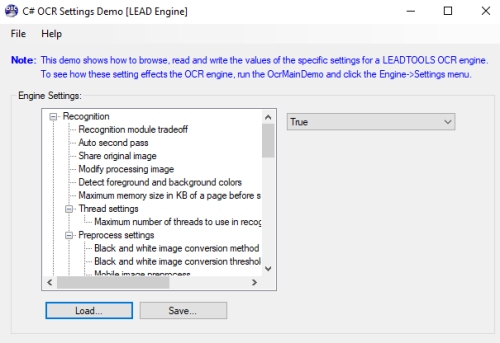 C# OCR Settings Demo [LEAD Engine]
File Help
Note: This demo shows how to browse, read and write the values of the specific settings for a LEADTOOLS OCR engine.
To see how these setting effects the OCR engine, run the OcrMainDemo and click the Engine->Settings menu.
Engine Settings:
Recognition
Recognition module tradeoff
Auto second pass
Share original image
Modify processing image
Detect foreground and background colors
Maximum memory size in KB of a page before s
Thread settings
Maximum number of threads to use in recog
Preprocess settings
Black and white image conversion method
Black and white image conversion threshol
Mobile image preprocess
True
Load...
Save...